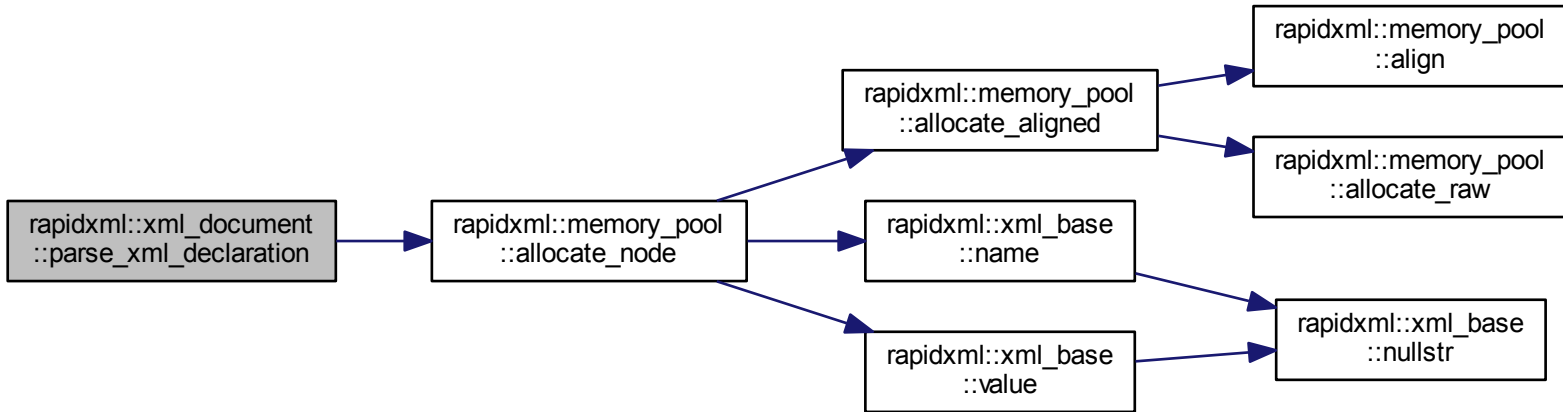 rapidxml::xml_document
::parse_xml_declaration
rapidxml::memory_pool
::allocate_node
rapidxml::memory_pool
::allocate_aligned
rapidxml::memory_pool
::align
rapidxml::memory_pool
::allocate_raw
rapidxml::xml_base
::name
rapidxml::xml_base
::value
rapidxml::xml_base
::nullstr